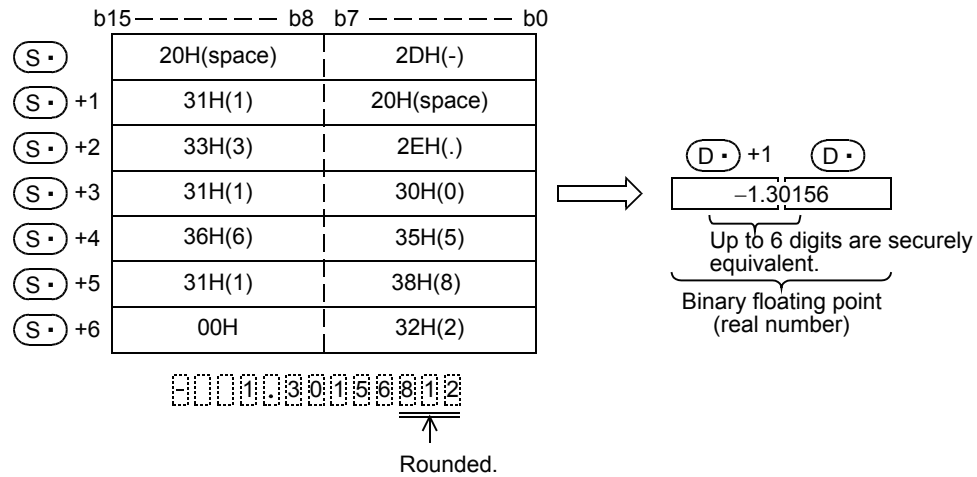 b15 — — — — — — b8 b7 — — — — — — b0
S・ 20H(space) 2DH(-)
S・ +1 31H(1) 20H(space)
S・ +2 33H(3) 2EH(.)
S・ +3 31H(1) 30H(0)
S・ +4 36H(6) 35H(5)
S・ +5 31H(1) 38H(8)
S・ +6 00H 32H(2)
- 1 . 3 0 1 5 6 8 1 2
Rounded.
D・ +1 D・
−1.30156
Up to 6 digits are securely
equivalent.
Binary floating point
(real number)